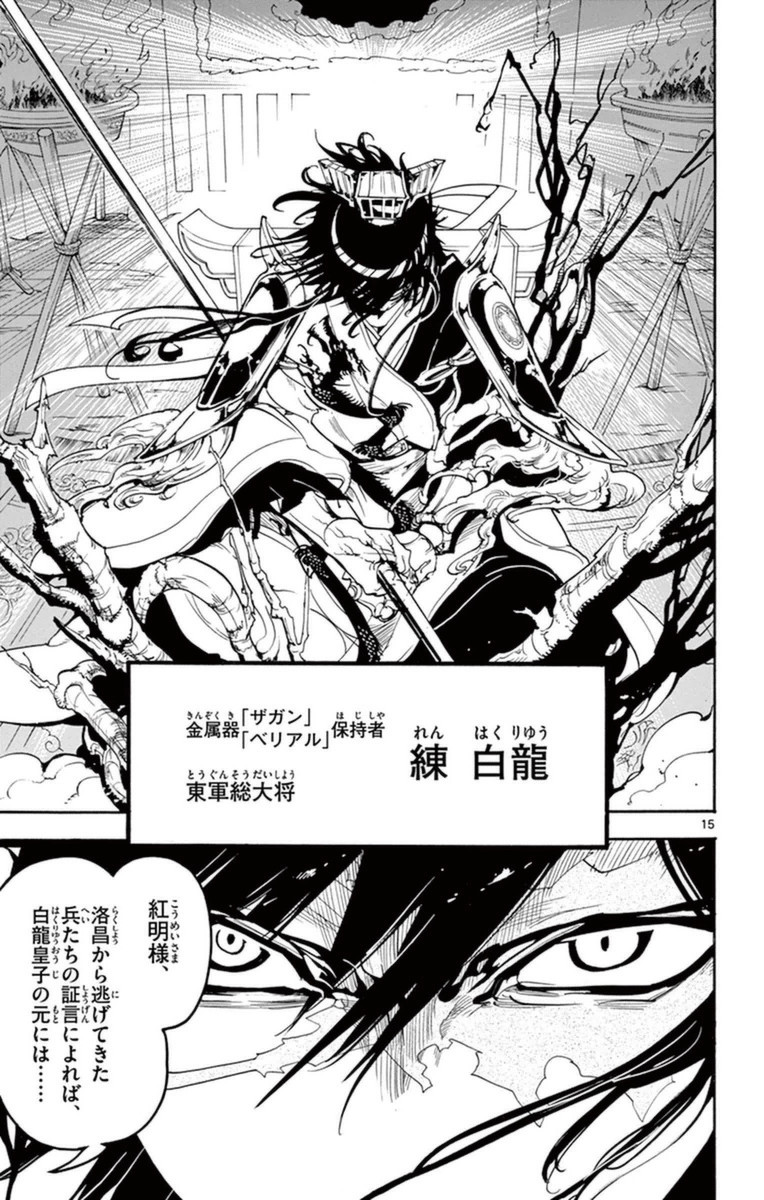 金属器「ザガン」「ベリアル」保持者
東軍総大将
練 白龍
15
紅明様、
洛昌から逃げてきた
兵たちの証言によれば、
白龍皇子の元には……